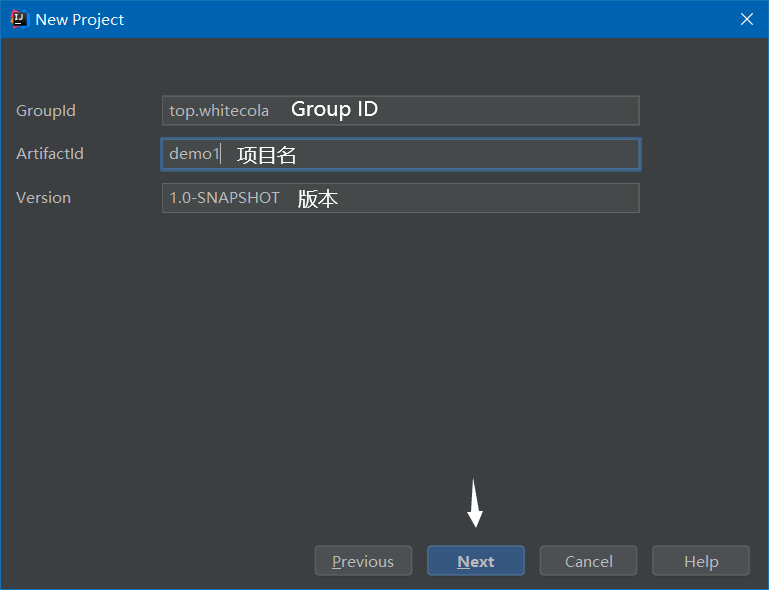 New Project
GroupId top.whitecola Group ID
ArtifactId demo1 项目名
Version 1.0-SNAPSHOT 版本
Previous Next Cancel Help